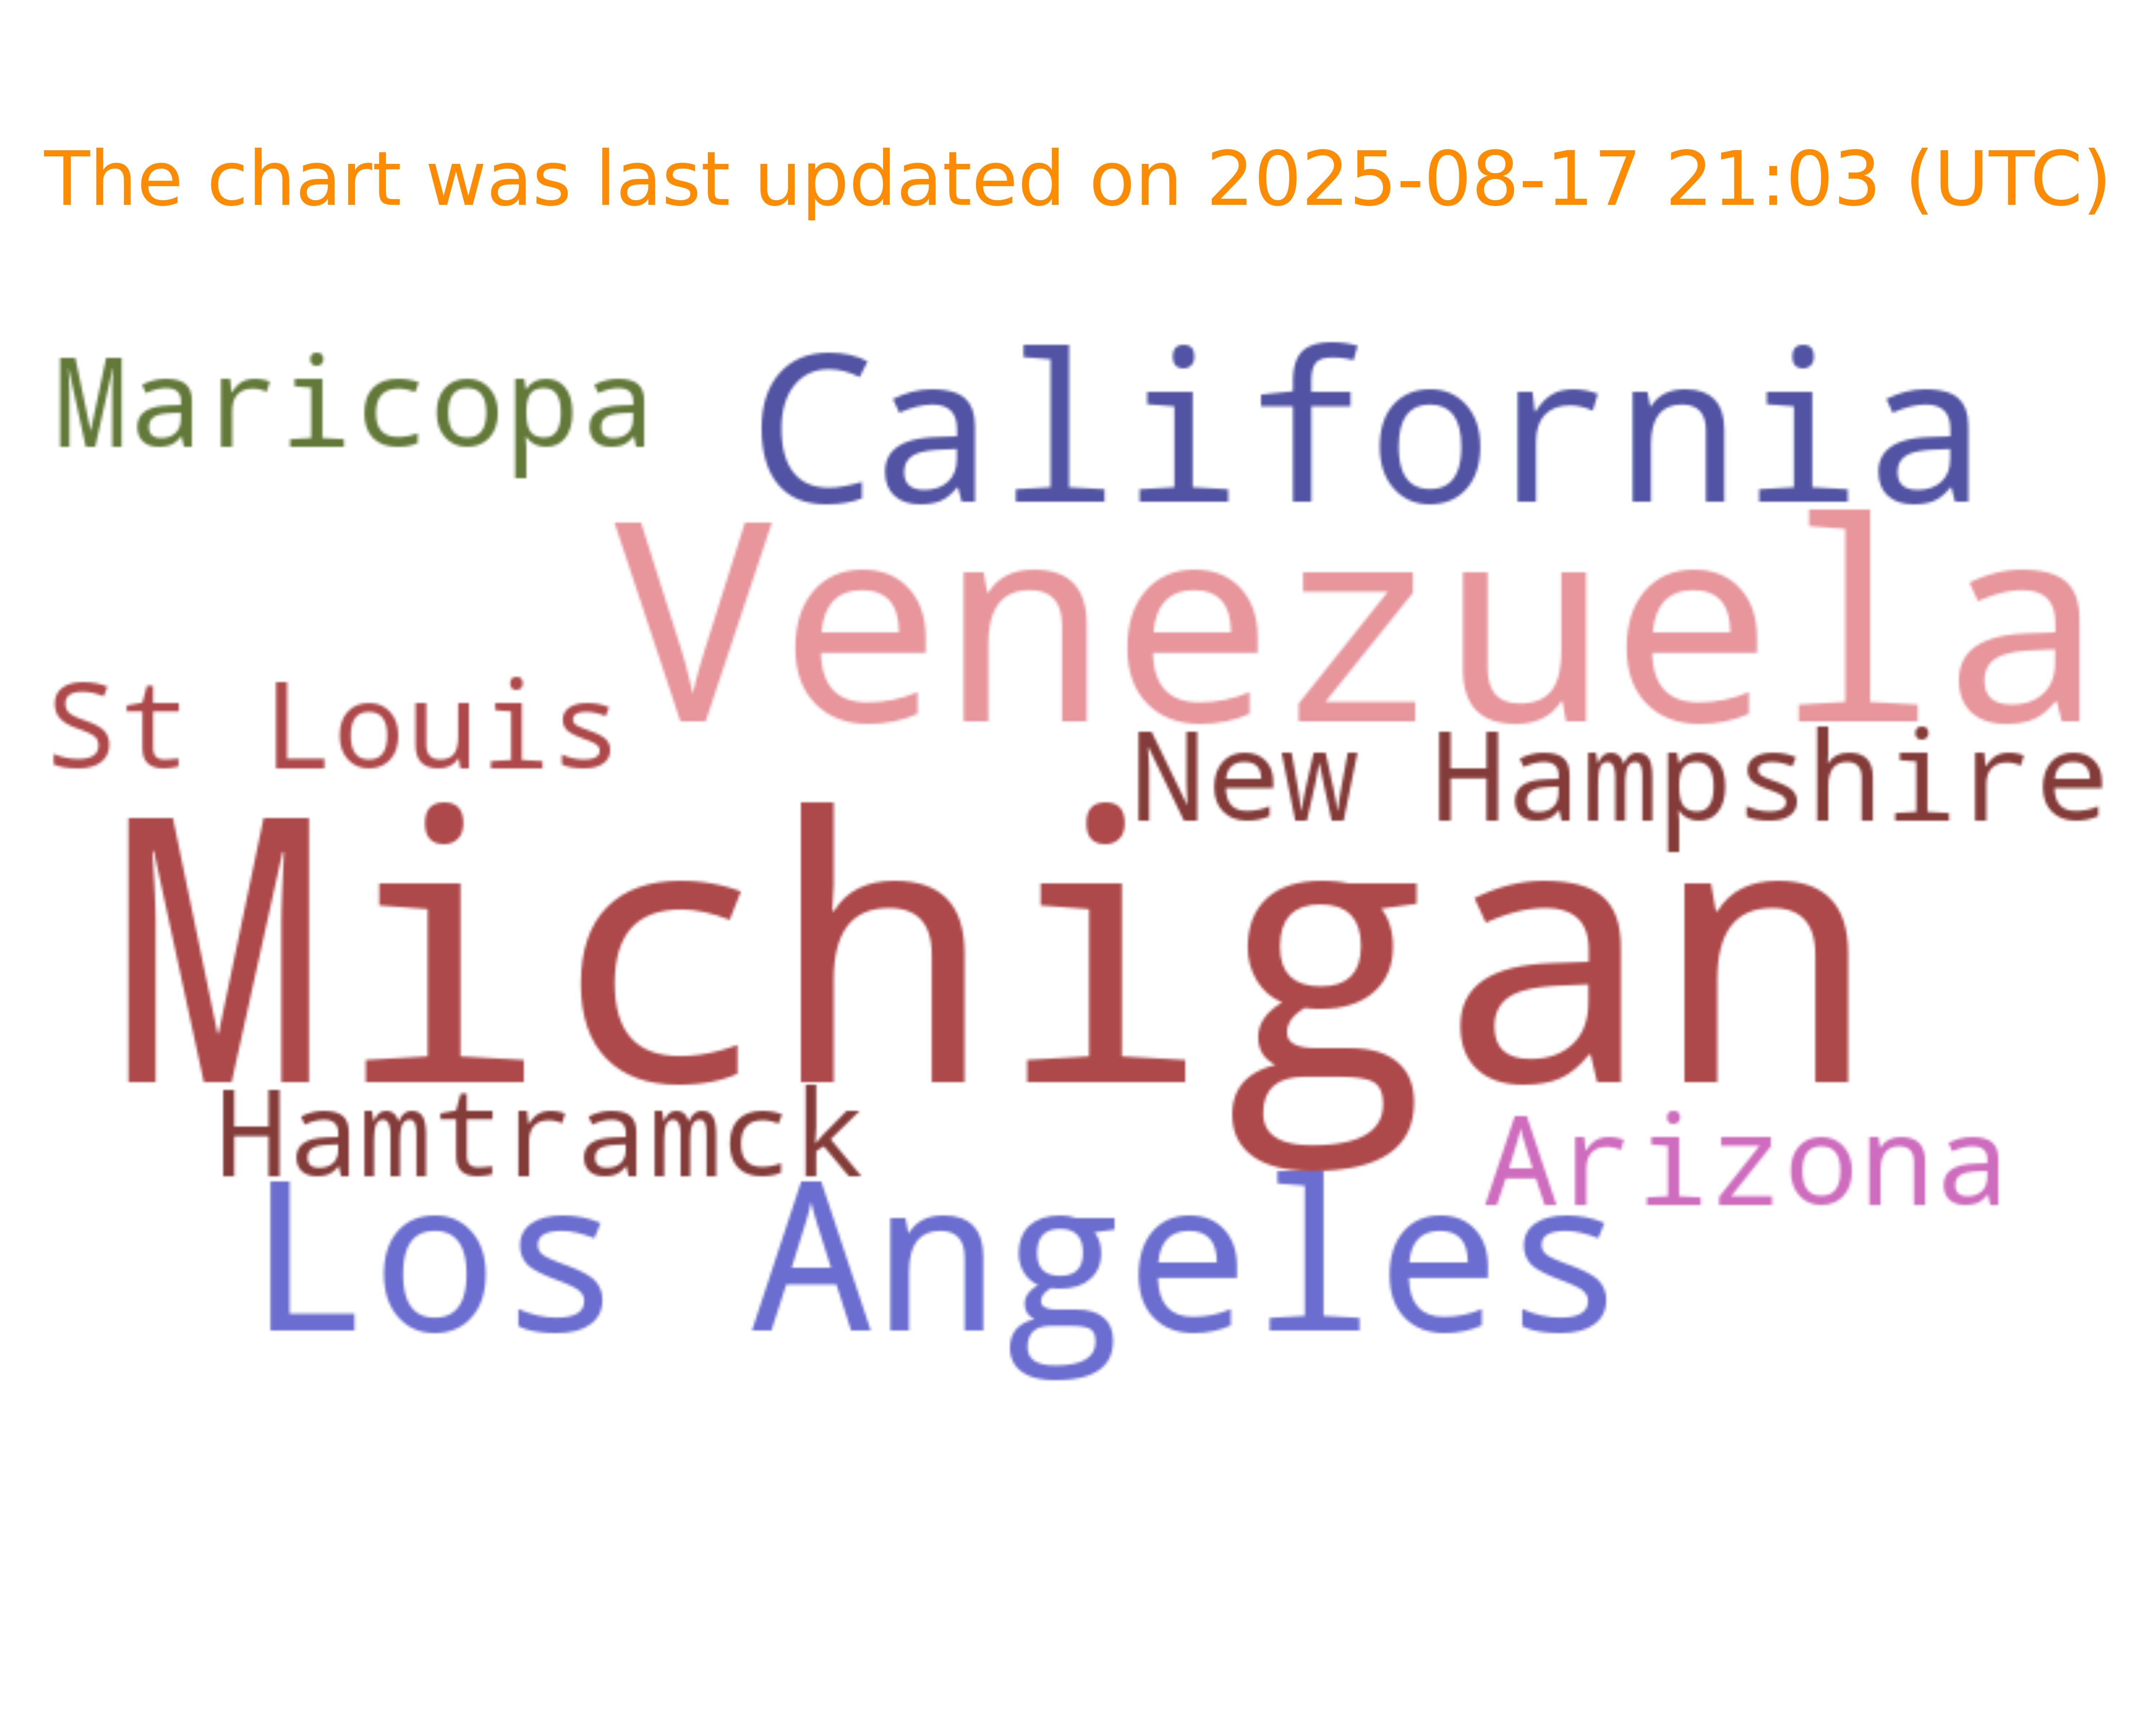 The chart was last updated on 2025-08-17 21:03 (UTC)
Maricopa
California
Venezuela
St Louis
New Hampshire
Michigan
Hamtramck
Arizona
Los Angeles